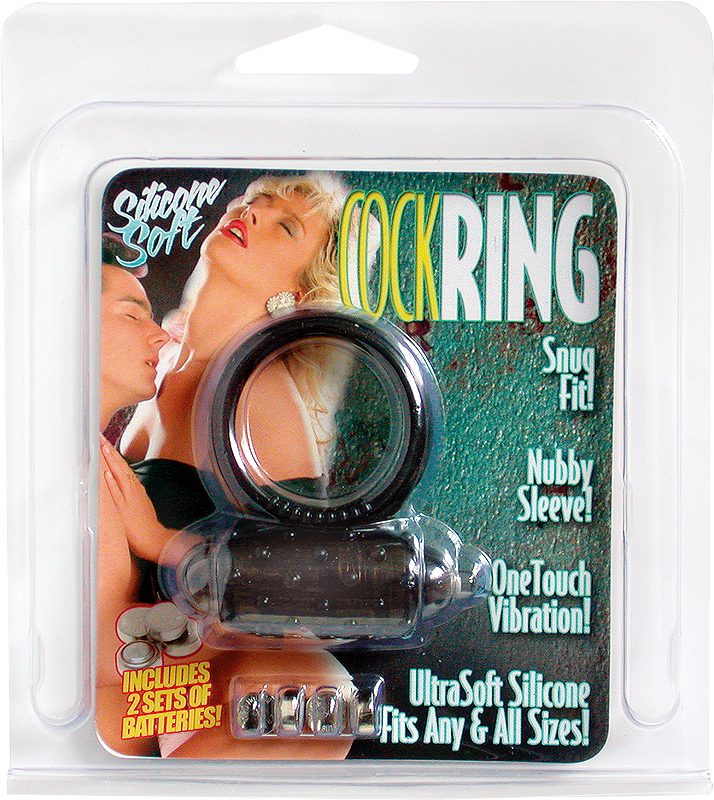 Silicone
Soft
COCKRING
Snug
Fit!
Nubby
Sleeve!
OneTouch
Vibration!
INCLUDES
2 SETS OF
BATTERIES!
UltraSoft Silicone
Fits Any & All Sizes!